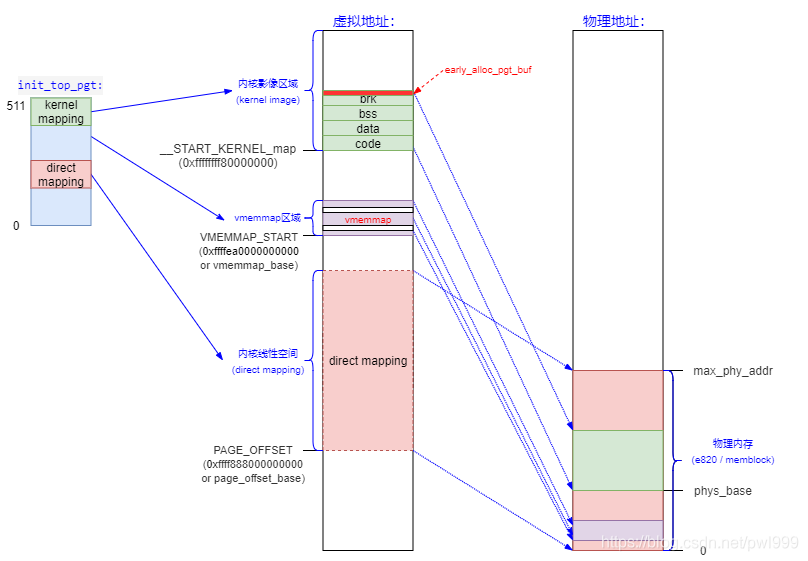 虚拟地址:
物理地址:
init_top_pgt:
511
kernel
mapping
direct
mapping
0
内核影像区域
(kernel image)
early_alloc_pgt_buf
brk
bss
data
code
__START_KERNEL_map
(0xffffffff80000000)
vmemmap区域
vmemmap
VMEMMAP_START
(0xffffea0000000000
or vmemmap_base)
内核线性空间
(direct mapping)
direct mapping
PAGE_OFFSET
(0xffff888000000000
or page_offset_base)
max_phy_addr
物理内存
(e820 / memblock)
phys_base
0
https://blog.csdn.net/pwl999